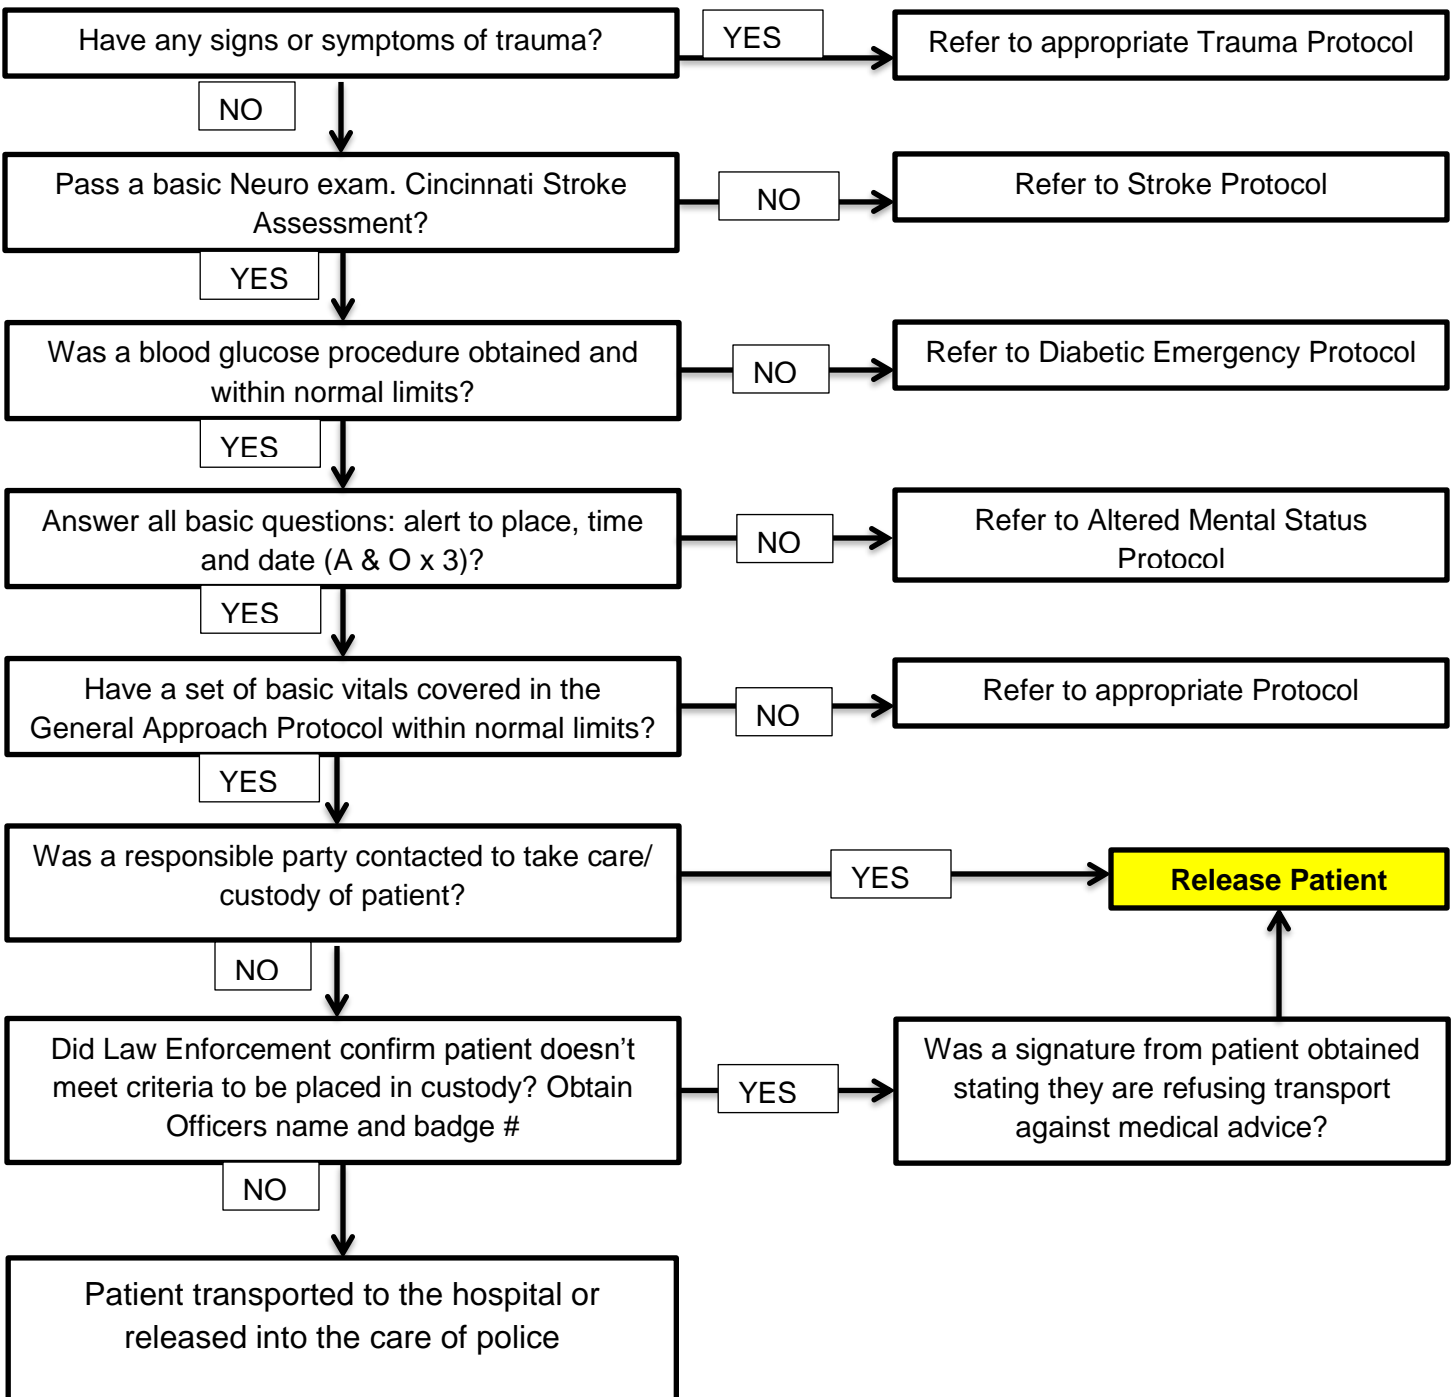 Have any signs or symptoms of trauma?
YES
Refer to appropriate Trauma Protocol
NO
Pass a basic Neuro exam. Cincinnati Stroke
Assessment?
NO
Refer to Stroke Protocol
YES
Was a blood glucose procedure obtained and
within normal limits?
NO
Refer to Diabetic Emergency Protocol
YES
Answer all basic questions: alert to place, time
and date (A & O x 3)?
NO
Refer to Altered Mental Status
Protocol
YES
Have a set of basic vitals covered in the
General Approach Protocol within normal limits?
NO
Refer to appropriate Protocol
YES
Was a responsible party contacted to take care/
custody of patient?
YES
Release Patient
NO
Did Law Enforcement confirm patient doesn’t
meet criteria to be placed in custody? Obtain
Officers name and badge #
YES
Was a signature from patient obtained
stating they are refusing transport
against medical advice?
NO
Patient transported to the hospital or
released into the care of police